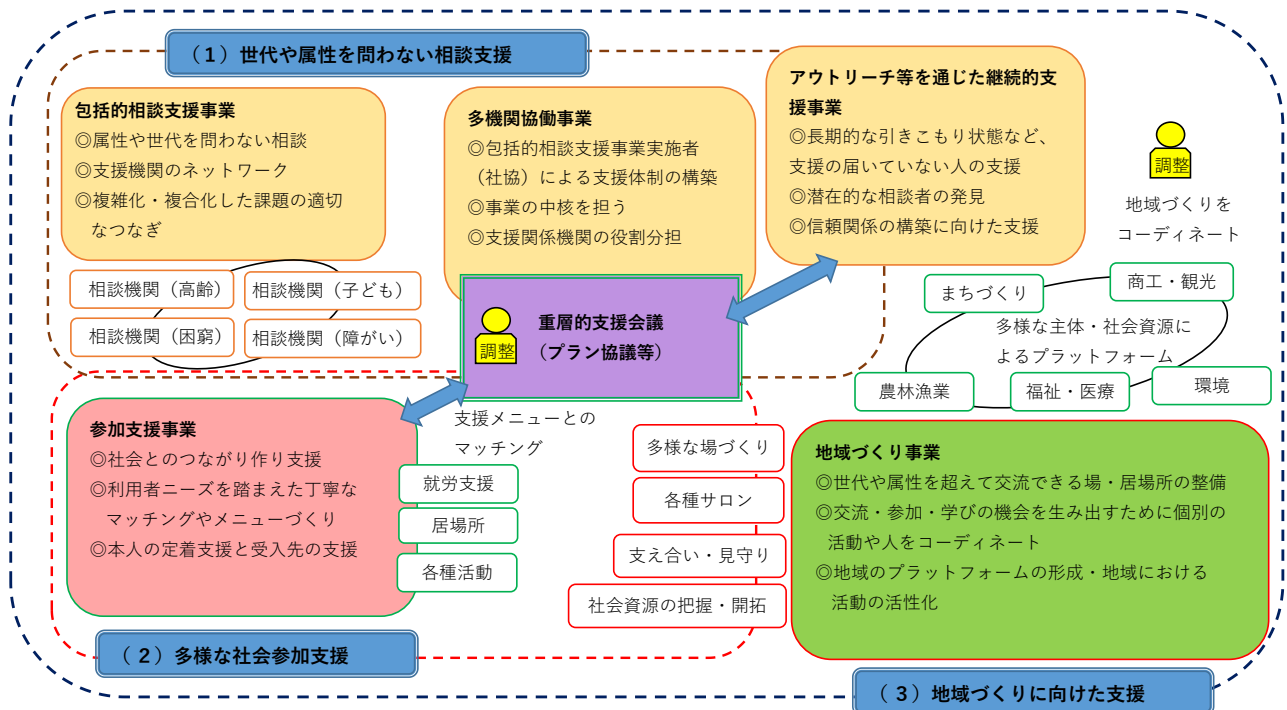 （１）世代や属性を問わない相談支援
包括的相談支援事業
◎属性や世代を問わない相談
◎支援機関のネットワーク
◎複雑化・複合化した課題の適切
なつなぎ
相談機関（高齢）
相談機関（子ども）
相談機関（困窮）
相談機関（障がい）
多機関協働事業
◎包括的相談支援事業実施者
（社協）による支援体制の構築
◎事業の中核を担う
◎支援関係機関の役割分担
アウトリーチ等を通じた継続的支
援事業
◎長期的な引きこもり状態など、
支援の届いていない人の支援
◎潜在的な相談者の発見
◎信頼関係の構築に向けた支援
調整
地域づくりを
コーディネート
重層的支援会議
（プラン協議等）
調整
まちづくり
商工・観光
多様な主体・社会資源に
よるプラットフォーム
農林漁業
福祉・医療
環境
支援メニューとの
マッチング
参加支援事業
◎社会とのつながり作り支援
◎利用者ニーズを踏まえた丁寧な
マッチングやメニューづくり
◎本人の定着支援と受入先の支援
就労支援
居場所
各種活動
多様な場づくり
各種サロン
支え合い・見守り
社会資源の把握・開拓
地域づくり事業
◎世代や属性を超えて交流できる場・居場所の整備
◎交流・参加・学びの機会を生み出すために個別の
活動や人をコーディネート
◎地域のプラットフォームの形成・地域における
活動の活性化
（２）多様な社会参加支援
（３）地域づくりに向けた支援